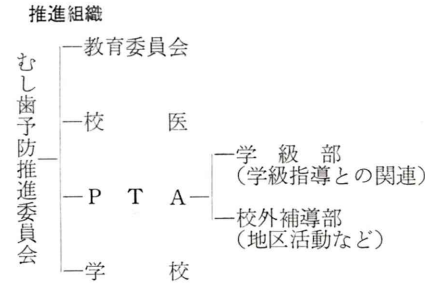 推進組織
むし歯予防推進委員会
教育委員会
校医
PTA
学級部
(学級指導との関連)
校外補導部
(地区活動など)
学校